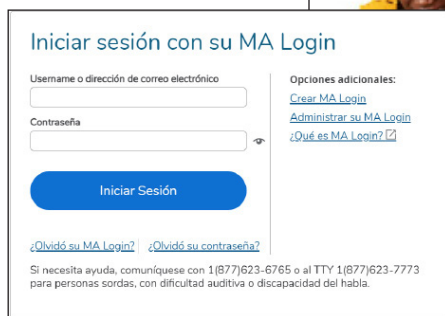 Iniciar sesión con su MA Login
Username o dirección de correo electrónico
Contraseña
Iniciar Sesión
¿Olvidó su MA Login?
¿Olvidó su contraseña?
Opciones adicionales:
Crear MA Login
Administrar su MA Login
¿Qué es MA Login?
Si necesita ayuda, comuníquese con 1(877)623-6765 o al TTY 1(877)623-7773
para personas sordas, con dificultad auditiva o discapacidad del habla.